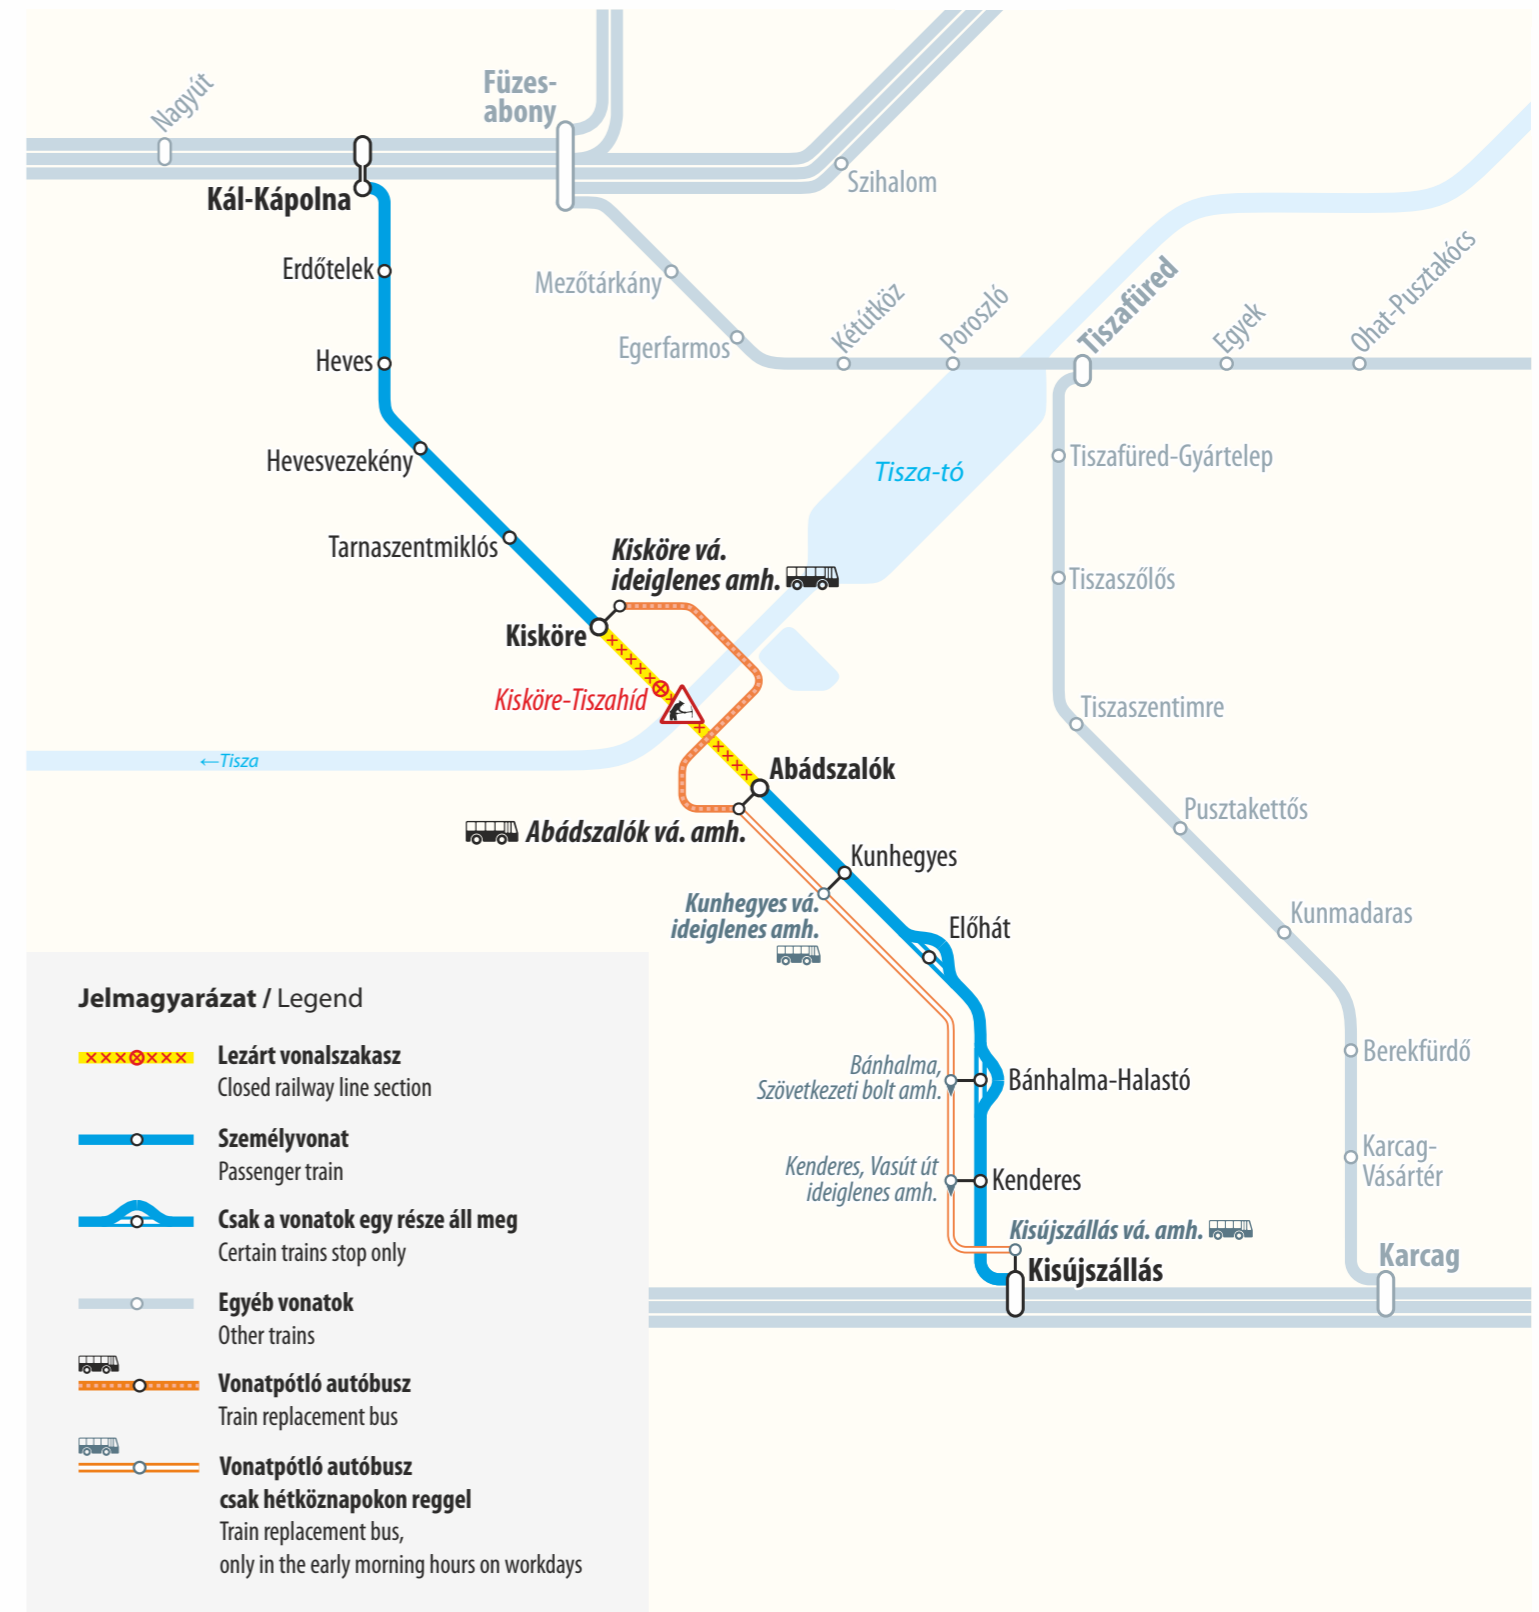 Nagyút
Füzes-
abony
Szihalom
Kál-Kápolna
Erdőtelek
Mezőtárkány
Heves
Egerfarmos
Kétútköz
Poroszló
Tiszafüred
Egyek
Ohat-Pusztakócs
Hevesvezekény
Tiszafüred-Gyártelep
Tisza-tó
Tarnaszentmiklós
Kisköre vá.
ideiglenes amh.
Tiszaszőlős
Kisköre
Kisköre-Tiszahíd
Tiszaszentimre
←Tisza
Abádszalók
Pusztakettős
Abádszalók vá. amh.
Kunhegyes
Kunhegyes vá.
ideiglenes amh.
Kunmadaras
Előhát
Bánhalma,
Szövetkezeti bolt amh.
Bánhalma-Halastó
Berekfürdő
Kenderes, Vasút út
ideiglenes amh.
Kenderes
Karcag-
Vásártér
Kisújszállás vá. amh.
Kisújszállás
Karcag
Jelmagyarázat / Legend
Lezárt vonalszakasz
Closed railway line section
Személyvonat
Passenger train
Csak a vonatok egy része áll meg
Certain trains stop only
Egyéb vonatok
Other trains
Vonatpótló autóbusz
Train replacement bus
Vonatpótló autóbusz
csak hétköznapokon reggel
Train replacement bus,
only in the early morning hours on workdays